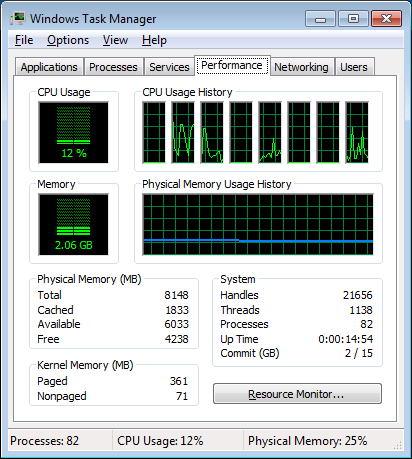 Windows Task Manager
File Options View Help
Applications Processes Services Performance Networking Users
CPU Usage
12 %
CPU Usage History
Memory
2.06 GB
Physical Memory Usage History
Physical Memory (MB)
Total 8148
Cached 1833
Available 6033
Free 4238
Kernel Memory (MB)
Paged 361
Nonpaged 71
System
Handles 21656
Threads 1138
Processes 82
Up Time 0:00:14:54
Commit (GB) 2 / 15
Resource Monitor...
Processes: 82 CPU Usage: 12% Physical Memory: 25%